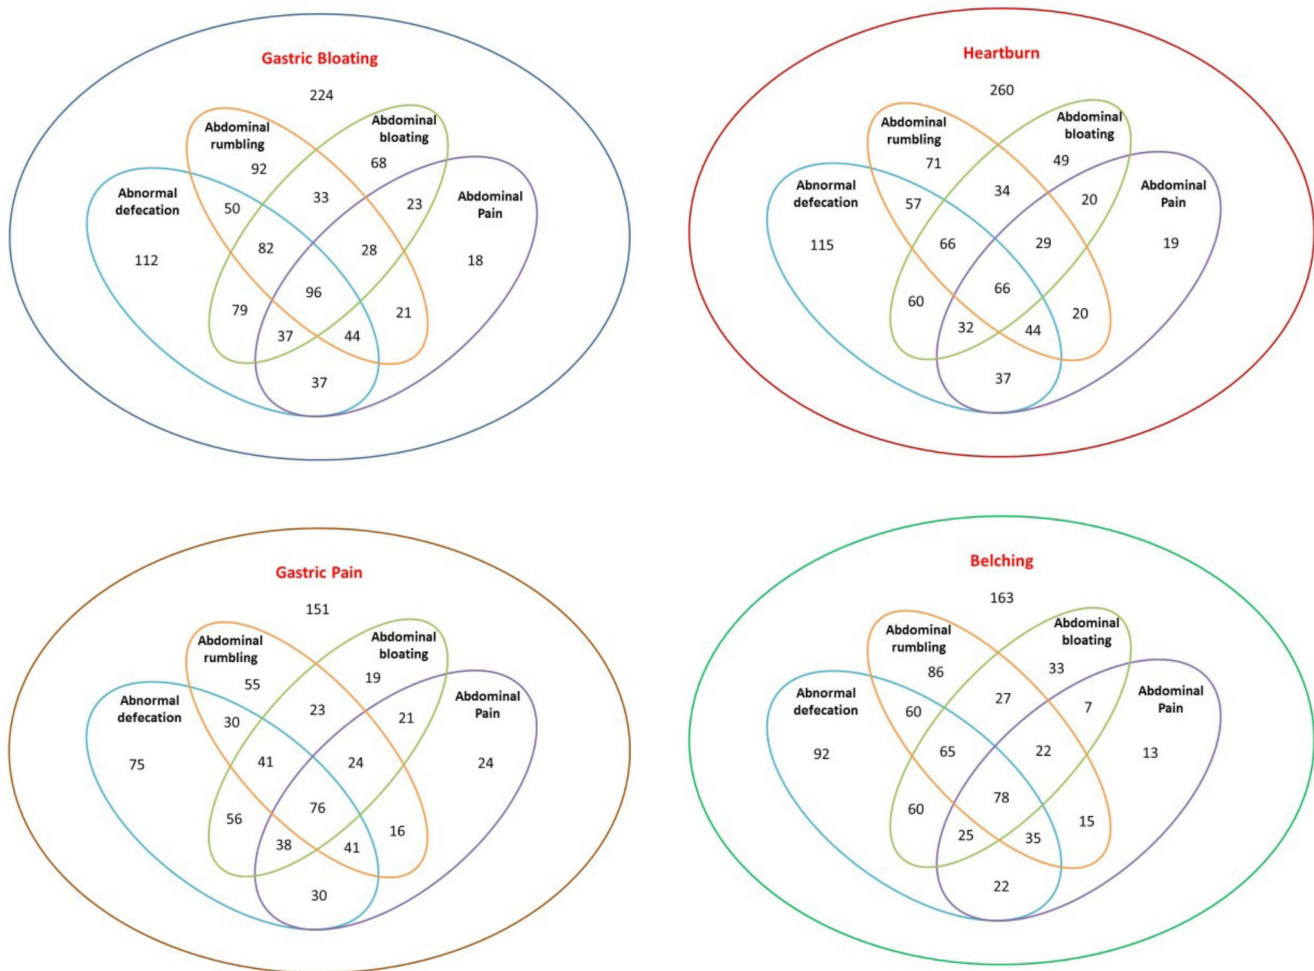 Gastric Bloating
224
Abdominal
rumbling
92
Abdominal
bloating
68
Abnormal
defecation
50
33
23
Abdominal
Pain
112
82
28
18
96
79
37
44
21
37
Heartburn
260
Abdominal
rumbling
71
Abdominal
bloating
49
Abnormal
defecation
57
34
20
Abdominal
Pain
115
66
29
19
66
60
32
44
20
37
Gastric Pain
151
Abdominal
rumbling
55
Abdominal
bloating
19
Abnormal
defecation
30
23
21
Abdominal
Pain
75
41
24
24
76
56
38
41
16
30
Belching
163
Abdominal
rumbling
86
Abdominal
bloating
33
Abnormal
defecation
60
27
7
Abdominal
Pain
92
65
22
13
78
60
25
35
15
22